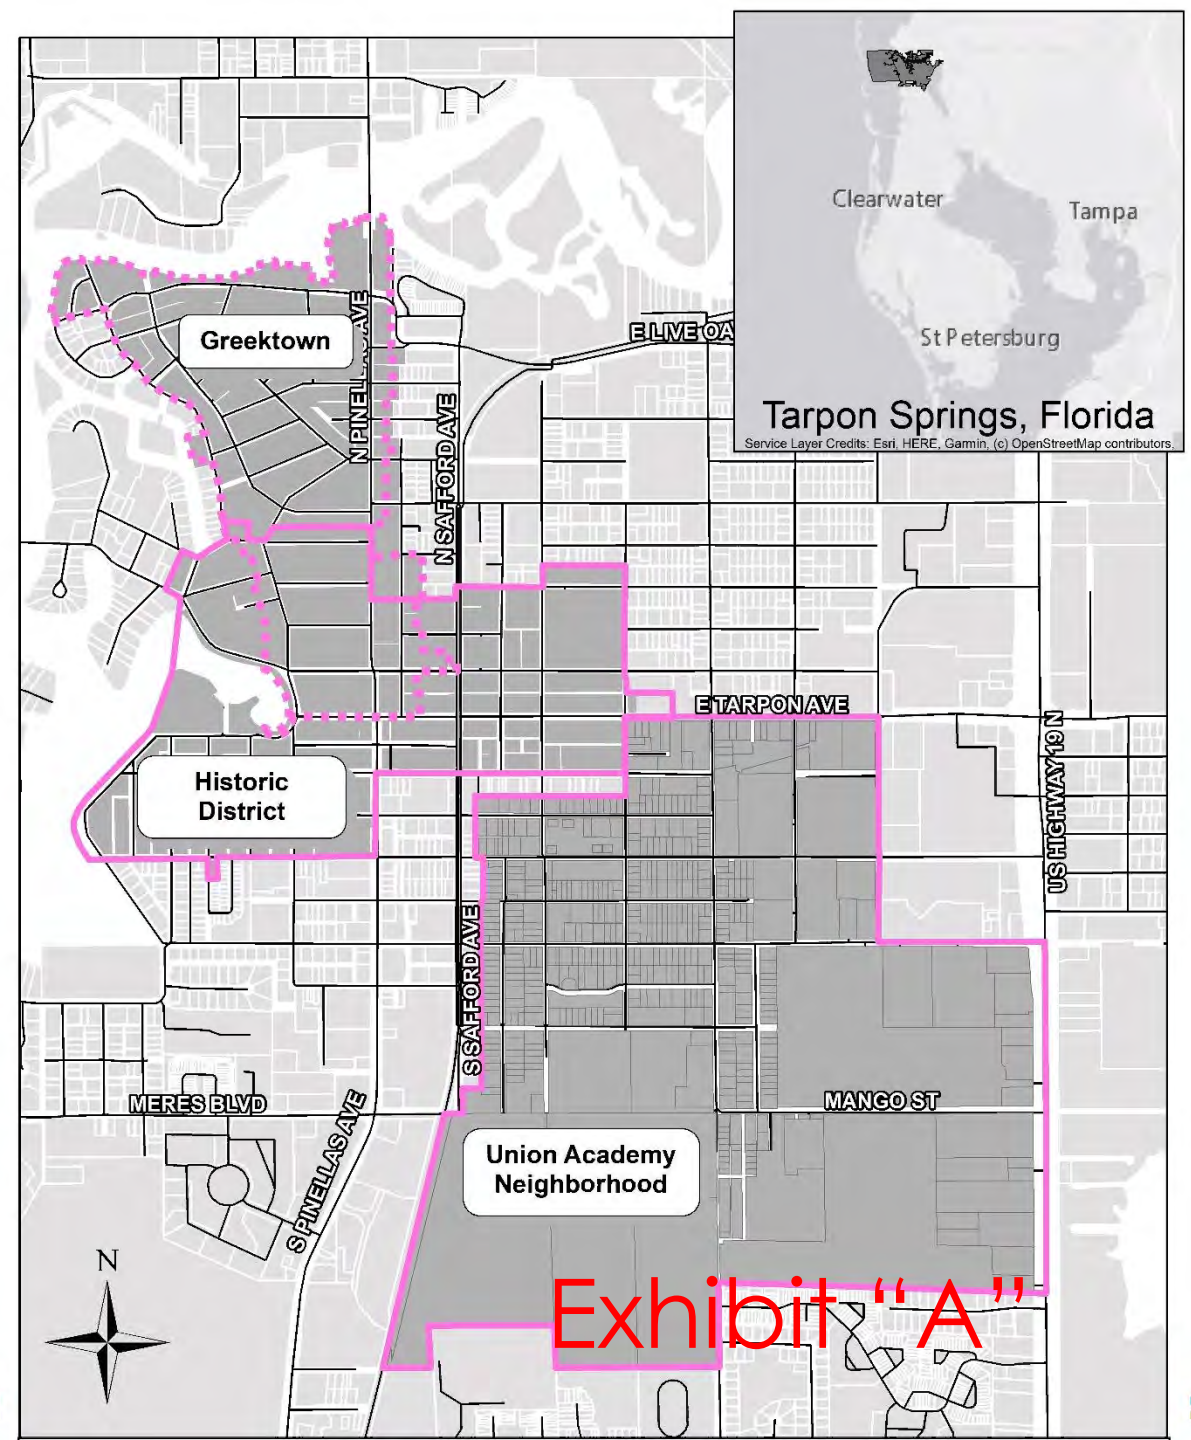 Clearwater
Tampa
St Petersburg
Tarpon Springs, Florida
Service Layer Credits: Esri, HERE, Garmin, (c) OpenStreetMap contributors.
Greektown
N PINELLAS AVE
E LIVE OA
N SAFFORD AVE
E TARPON AVE
US HIGHWAY 19 N
Historic
District
S SAFFORD AVE
MERES BLVD
MANGO ST
S PINELLAS AVE
Union Academy
Neighborhood
N
Exhibit “A”